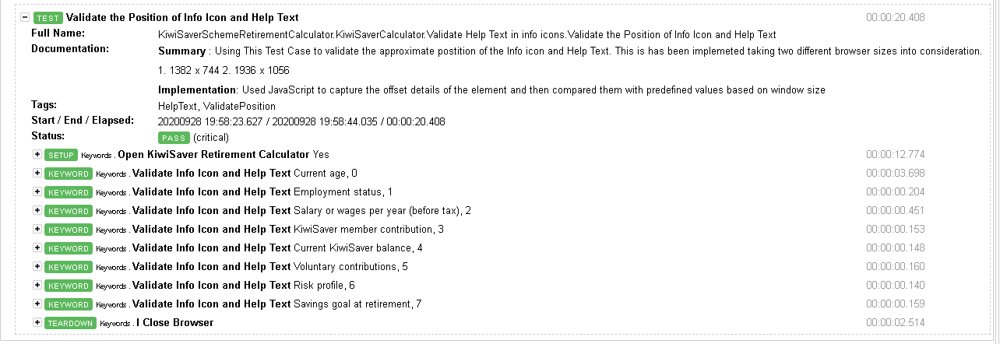 TEST Validate the Position of Info Icon and Help Text 00:00:20.408
Full Name: KiwiSaverSchemeRetirementCalculator.KiwiSaverCalculator.Validate Help Text in info icons.Validate the Position of Info Icon and Help Text
Documentation: Summary : Using This Test Case to validate the approximate postition of the Info icon and Help Text. This is has been implemeted taking two different browser sizes into consideration.
1. 1382 x 744 2. 1936 x 1056
Implementation: Used JavaScript to capture the offset details of the element and then compared them with predefined values based on window size
Tags: HelpText, ValidatePosition
Start / End / Elapsed: 20200928 19:58:23.627 / 20200928 19:58:44.035 / 00:00:20.408
Status: PASS (critical)
SETUP Keywords . Open KiwiSaver Retirement Calculator Yes 00:00:12.774
KEYWORD Keywords . Validate Info Icon and Help Text Current age, 0 00:00:03.698
KEYWORD Keywords . Validate Info Icon and Help Text Employment status, 1 00:00:00.204
KEYWORD Keywords . Validate Info Icon and Help Text Salary or wages per year (before tax), 2 00:00:00.451
KEYWORD Keywords . Validate Info Icon and Help Text KiwiSaver member contribution, 3 00:00:00.153
KEYWORD Keywords . Validate Info Icon and Help Text Current KiwiSaver balance, 4 00:00:00.148
KEYWORD Keywords . Validate Info Icon and Help Text Voluntary contributions, 5 00:00:00.160
KEYWORD Keywords . Validate Info Icon and Help Text Risk profile, 6 00:00:00.140
KEYWORD Keywords . Validate Info Icon and Help Text Savings goal at retirement, 7 00:00:00.159
TEARDOWN Keywords . I Close Browser 00:00:02.514